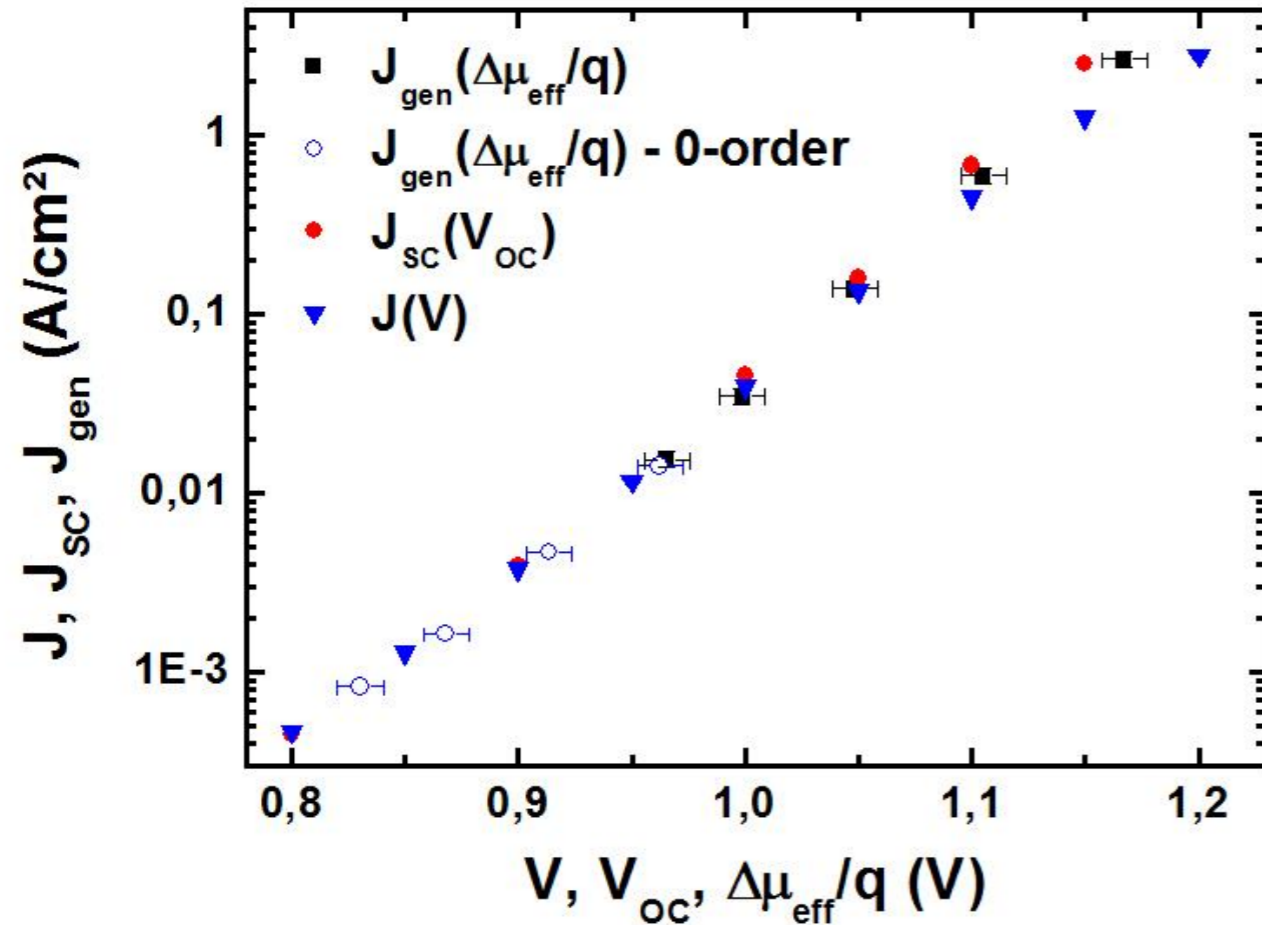 J_gen(Δμ_eff/q)
J_gen(Δμ_eff/q) - 0-order
J_SC(V_OC)
J(V)
J, J_SC, J_gen (A/cm²)
1
0,1
0,01
1E-3
0,8 0,9 1,0 1,1 1,2
V, V_OC, Δμ_eff/q (V)